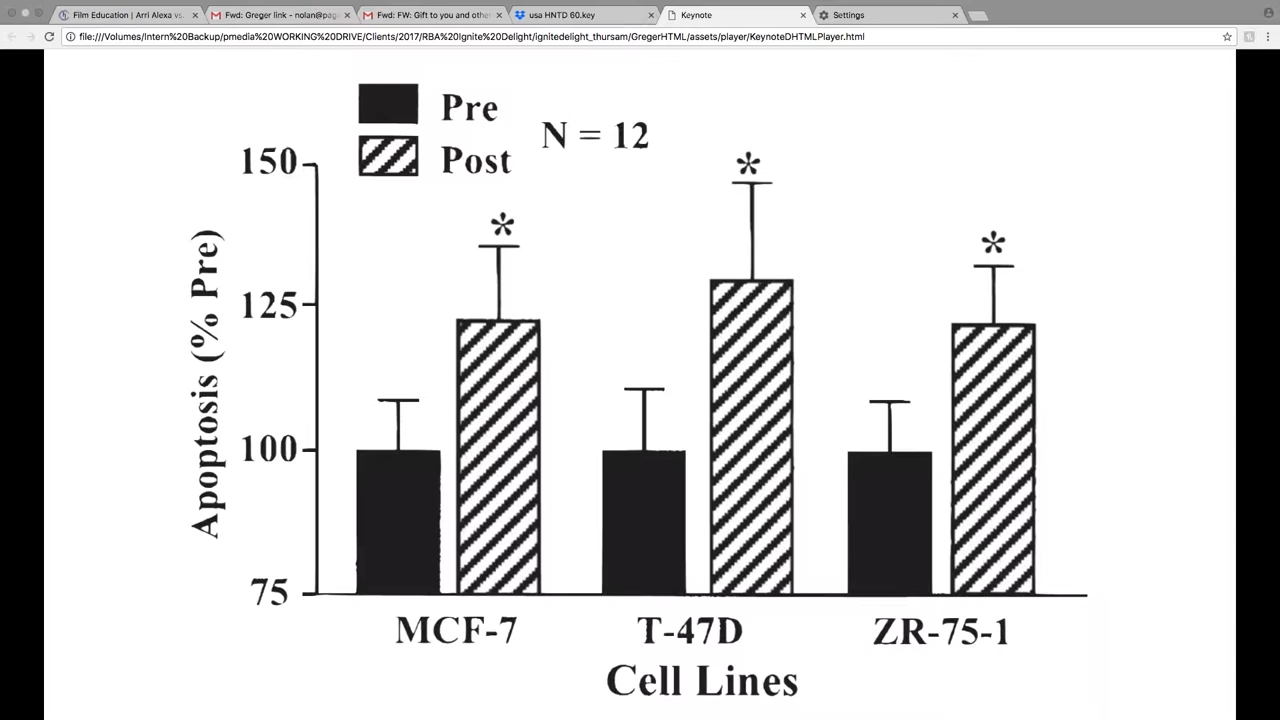 Film Education | Arri Alexa vs.
Fwd: Greger link - nolan@page
Fwd: FW: Gift to you and othe
usa HNTD 60.key
Keynote
Settings
file:///Volumes/Intern%20Backup/pmedia%20WORKING%20DRIVE/Clients/2017/RBA%20Ignite%20Delight/ignitedelight_thursam/GregerHTML/assets/player/KeynoteDHTMLPlayer.html
Pre
Post
N = 12
150
125
100
75
Apoptosis (% Pre)
*
*
*
MCF-7
T-47D
ZR-75-1
Cell Lines